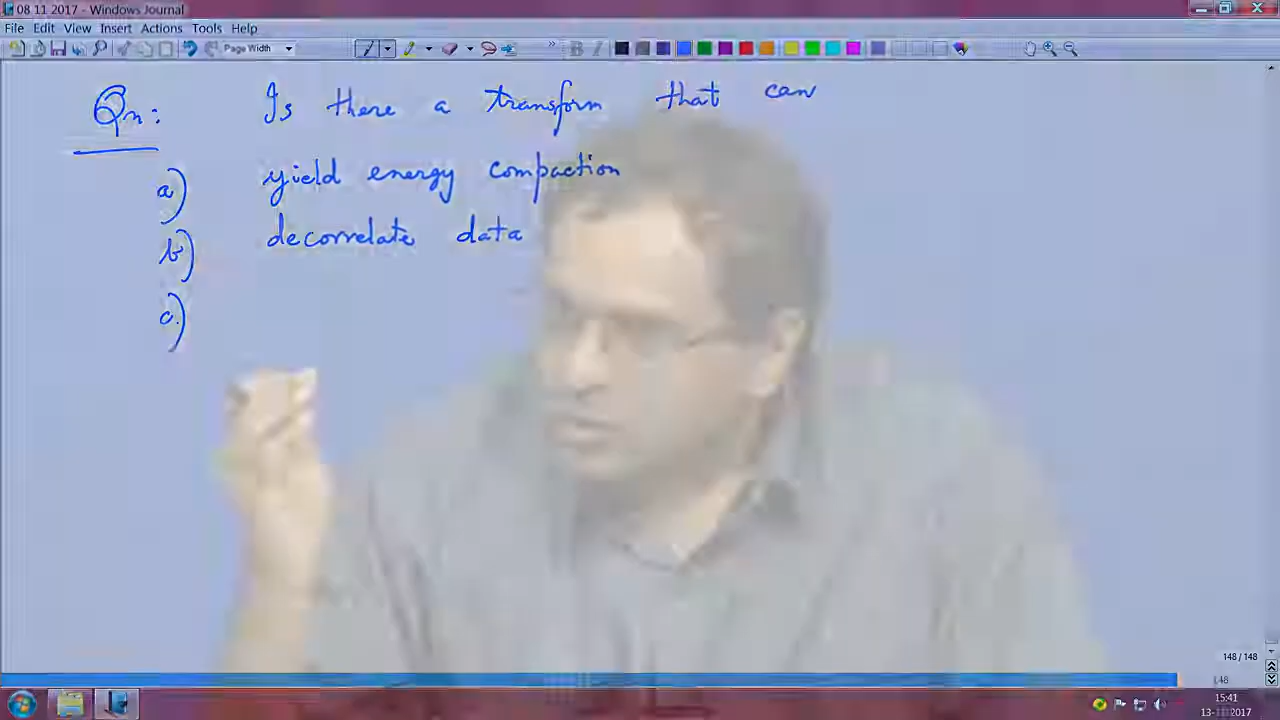 08 11 2017 - Windows Journal
File Edit View Insert Actions Tools Help
Page Width
Qn: Is there a transform that can
a) yield energy compaction
b) decorrelate data
c)
148 / 148
148
15:41